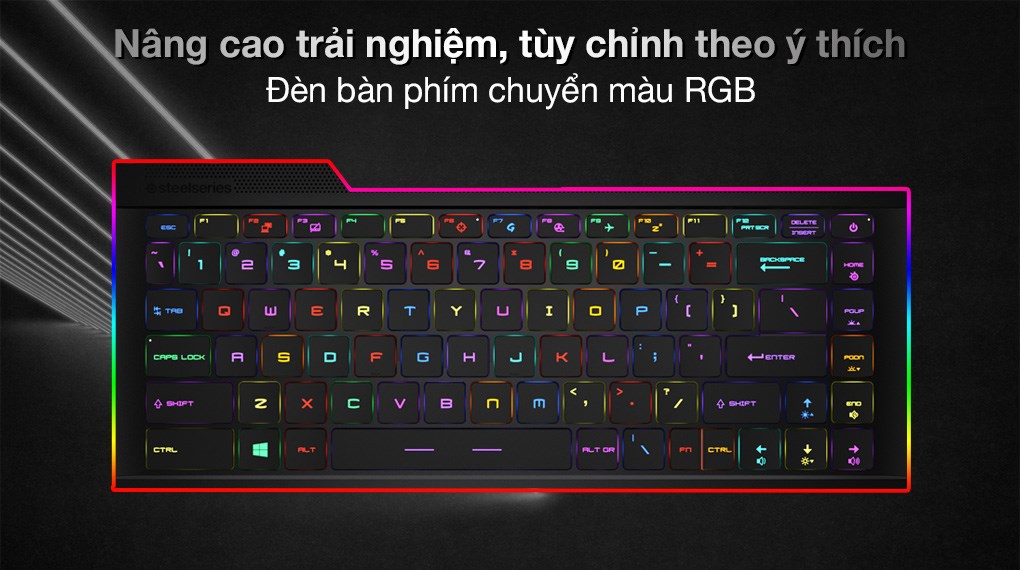 Nâng cao trải nghiệm, tùy chỉnh theo ý thích
Đèn bàn phím chuyển màu RGB
steelseries
ESC F1 F2 F3 F4 F5 F6 F7 F8 F9 F10 F11 F12 PRT SCR DELETE INSERT
~ ` ! 1 @ 2 # 3 $ 4 % 5 ^ 6 & 7 * 8 ( 9 ) 0 _ - + = BACKSPACE HOME
TAB Q W E R T Y U I O P { [ } ] | \ PGUP
CAPS LOCK A S D F G H J K L : ; " ' ENTER PGDN
SHIFT Z X C V B N M < , > . ? / SHIFT END
CTRL ALT ALT GR | \ FN CTRL